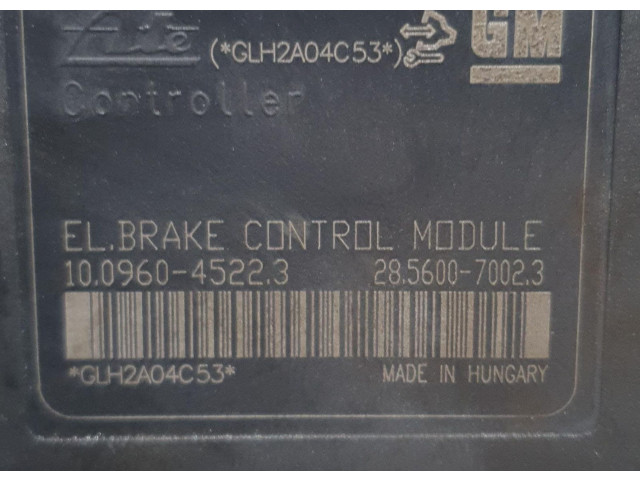 Ate (*GLH2A04C53*) GM
Controller
EL.BRAKE CONTROL MODULE
10.0960-4522.3 28.5600-7002.3
*GLH2A04C53* MADE IN HUNGARY